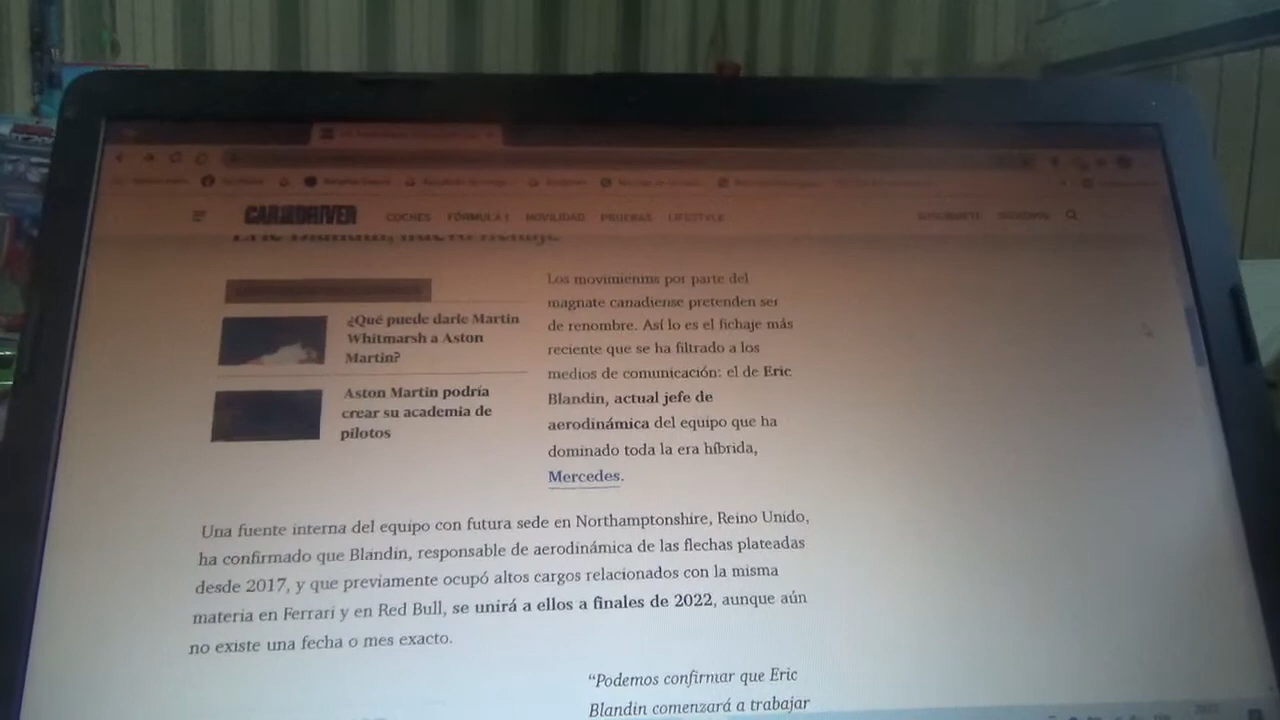 CAR AND DRIVER
COCHES FÓRMULA 1 MOVILIDAD PRUEBAS LIFESTYLE
¿Qué puede darle Martin
Whitmarsh a Aston
Martin?
Aston Martin podría
crear su academia de
pilotos
Los movimientos por parte del
magnate canadiense pretenden ser
de renombre. Así lo es el fichaje más
reciente que se ha filtrado a los
medios de comunicación: el de Eric
Blandin, actual jefe de
aerodinámica del equipo que ha
dominado toda la era híbrida,
Mercedes.
Una fuente interna del equipo con futura sede en Northamptonshire, Reino Unido,
ha confirmado que Blandin, responsable de aerodinámica de las flechas plateadas
desde 2017, y que previamente ocupó altos cargos relacionados con la misma
materia en Ferrari y en Red Bull, se unirá a ellos a finales de 2022, aunque aún
no existe una fecha o mes exacto.
“Podemos confirmar que Eric
Blandin comenzará a trabajar